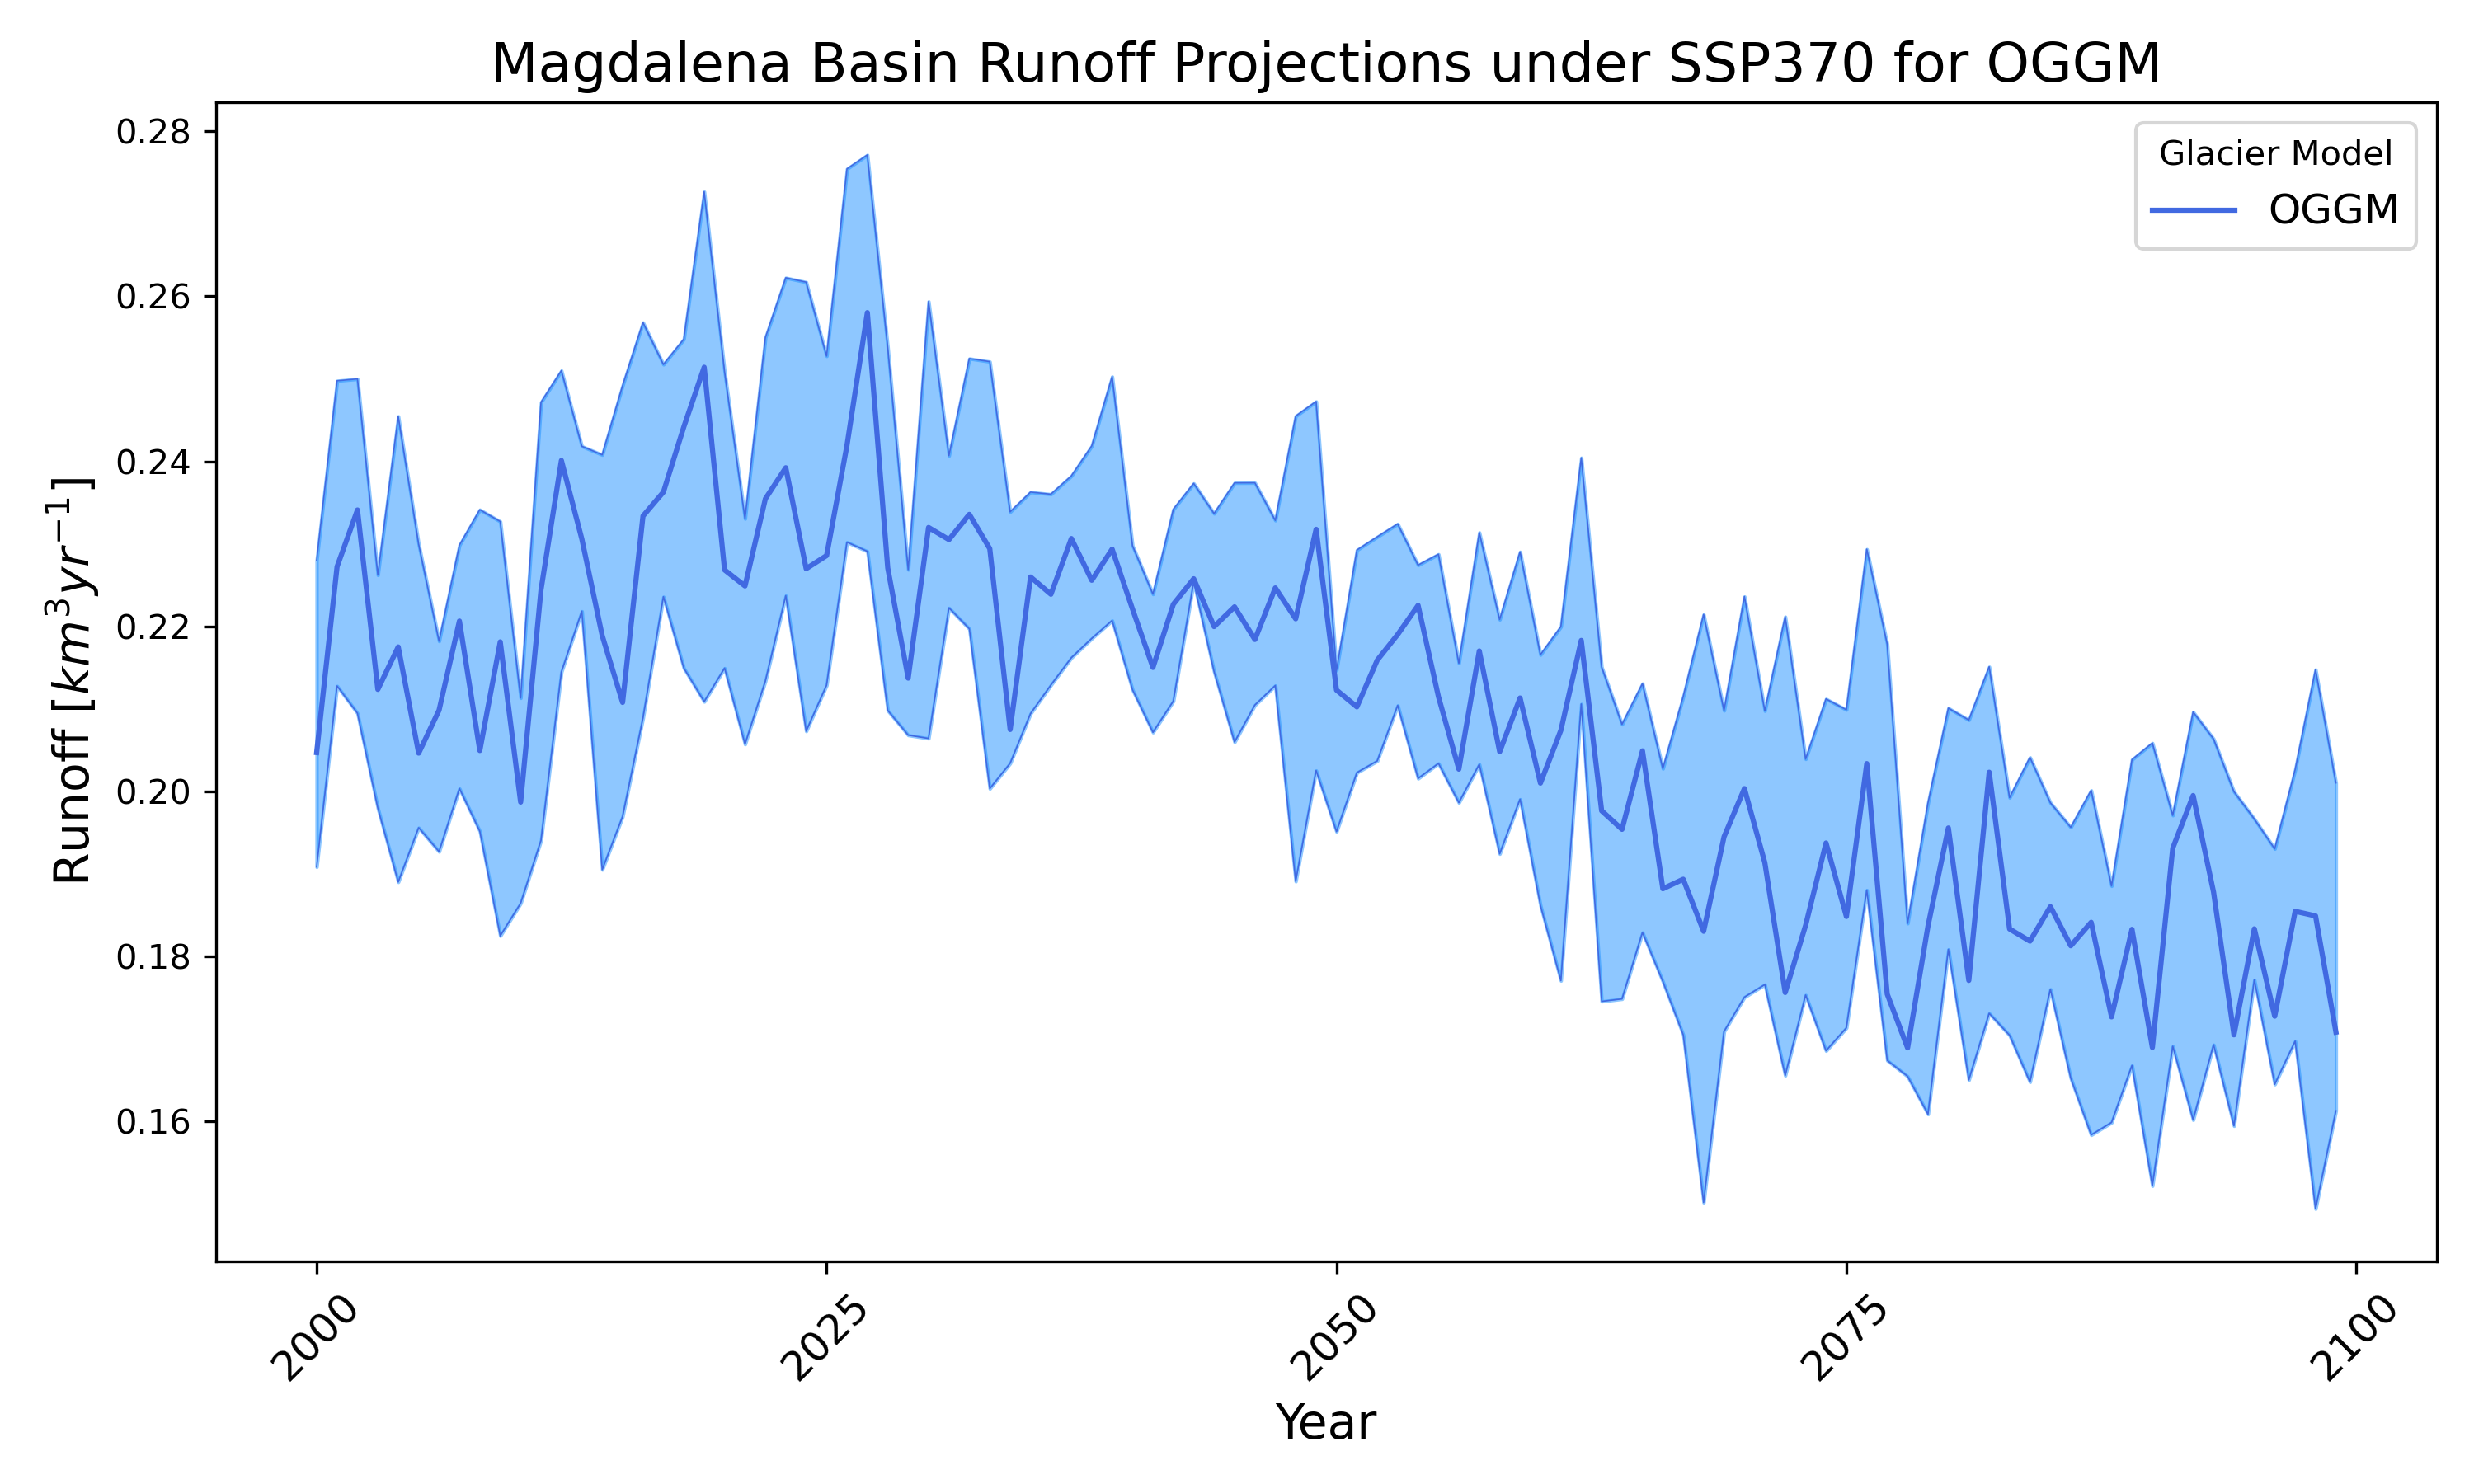 Magdalena Basin Runoff Projections under SSP370 for OGGM
Glacier Model
OGGM
Runoff [km³yr⁻¹]
0.28
0.26
0.24
0.22
0.20
0.18
0.16
2000
2025
2050
2075
2100
Year